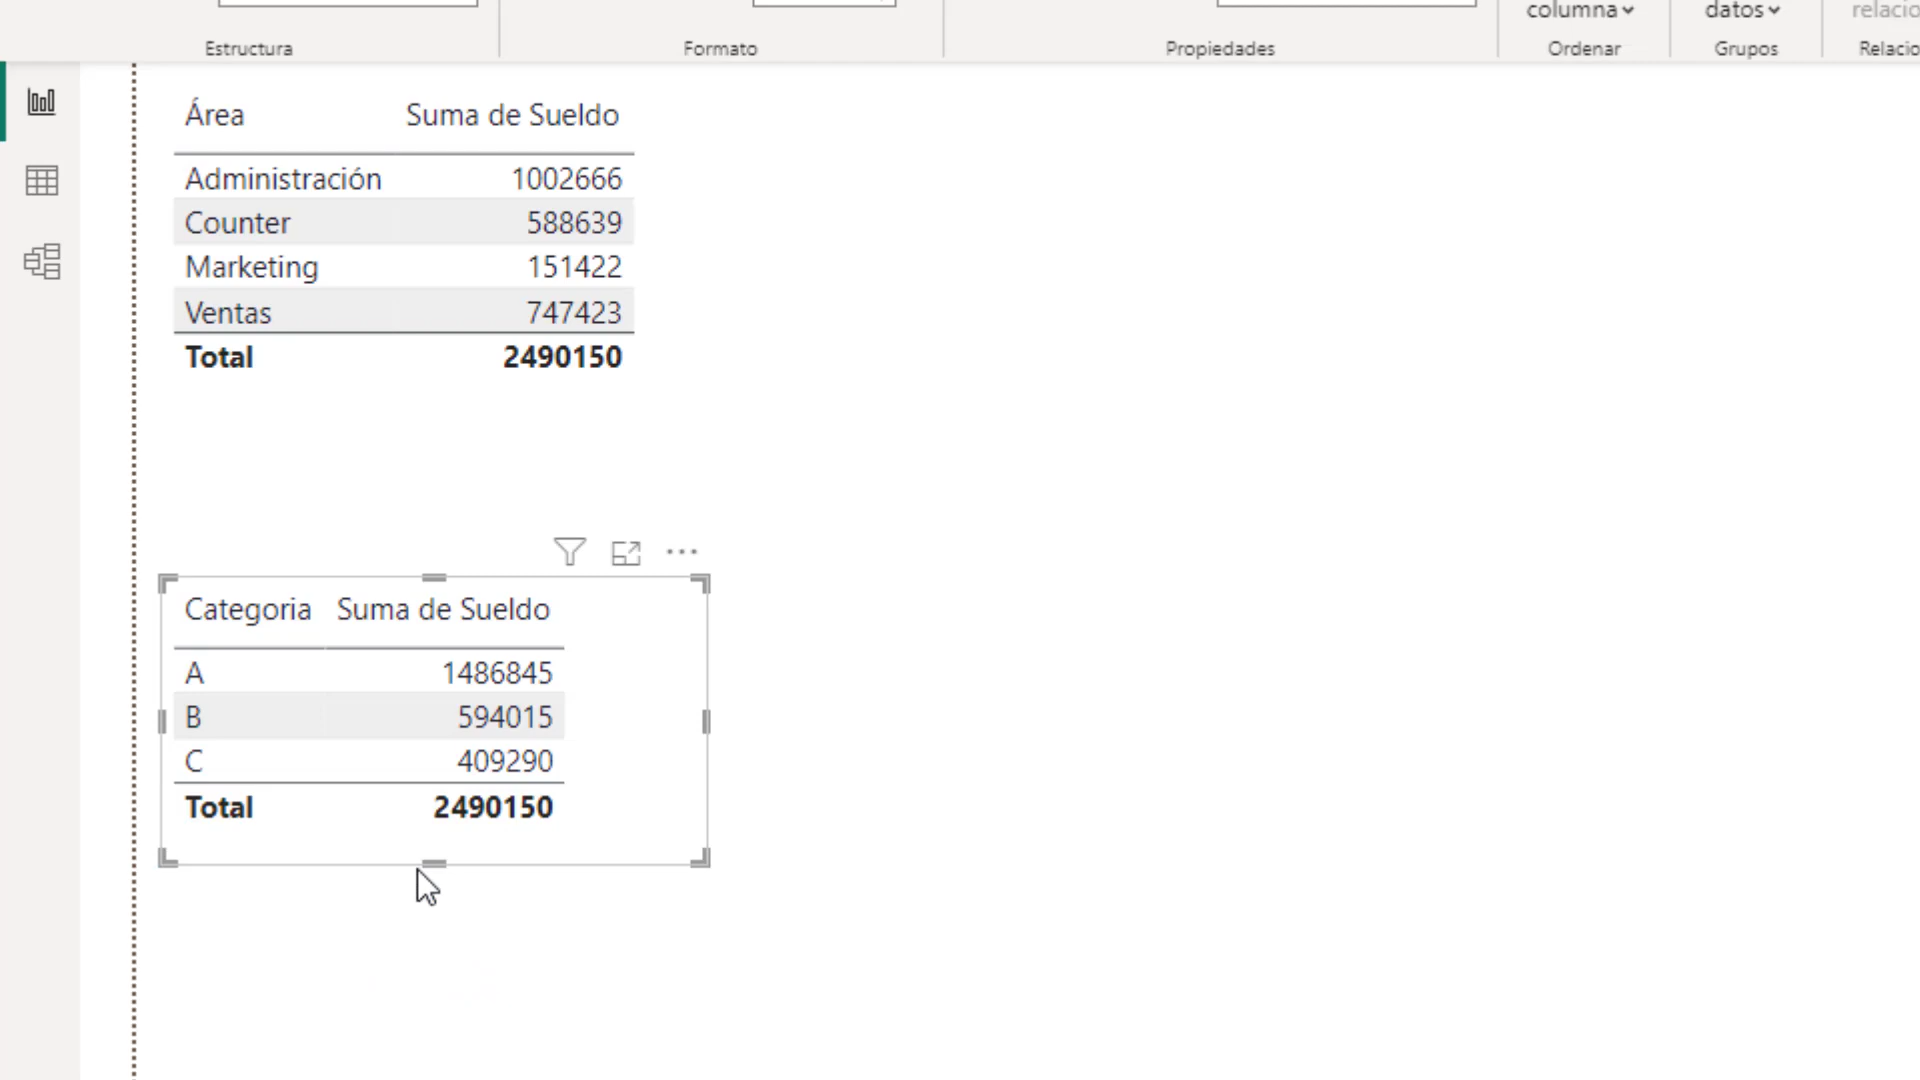 columna datos relacio
Estructura Formato Propiedades Ordenar Grupos Relacio
Área Suma de Sueldo
Administración 1002666
Counter 588639
Marketing 151422
Ventas 747423
Total 2490150
Categoria Suma de Sueldo
A 1486845
B 594015
C 409290
Total 2490150